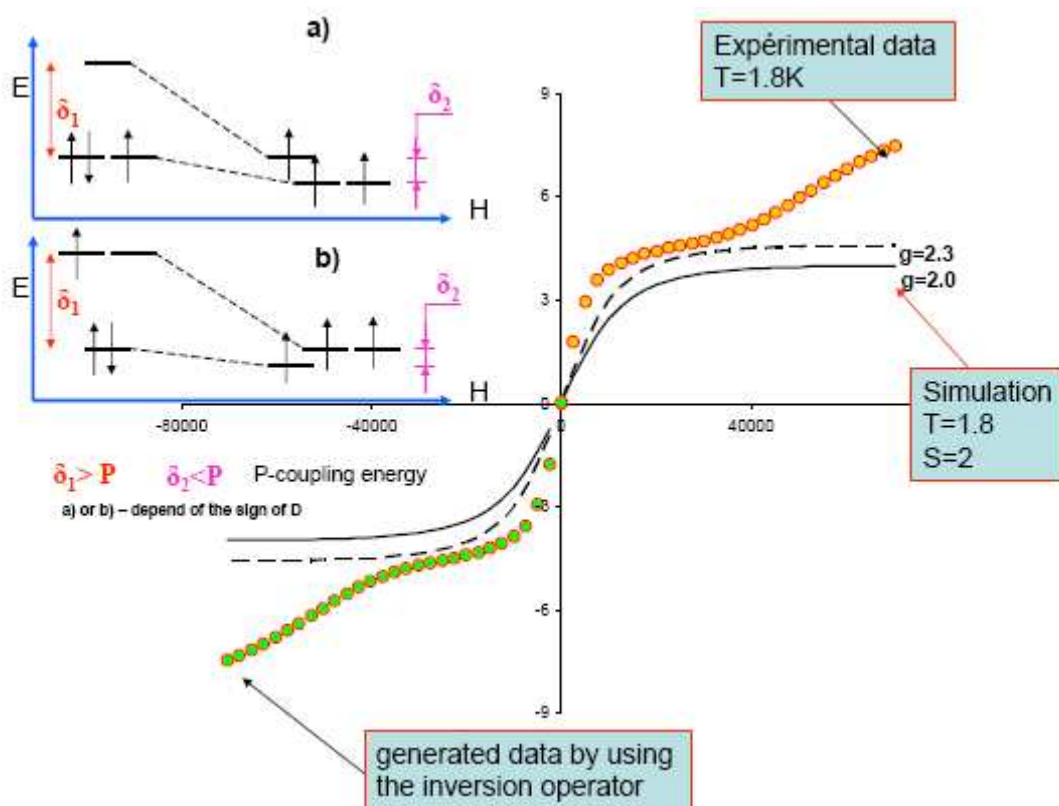 a)
E
δ1
δ2
H
b)
E
δ1
δ2
H
Expérimental data
T=1.8K
9
6
3
0
-3
-6
-9
-80000
-40000
0
40000
g=2.3
g=2.0
Simulation
T=1.8
S=2
δ1> P δ2<P P-coupling energy
a) or b) – depend of the sign of D
generated data by using
the inversion operator